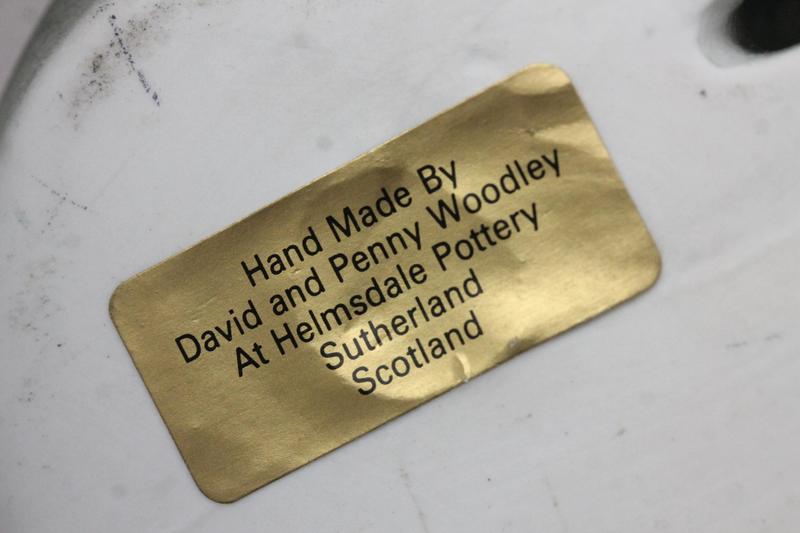 Hand Made By
David and Penny Woodley
At Helmsdale Pottery
Sutherland
Scotland